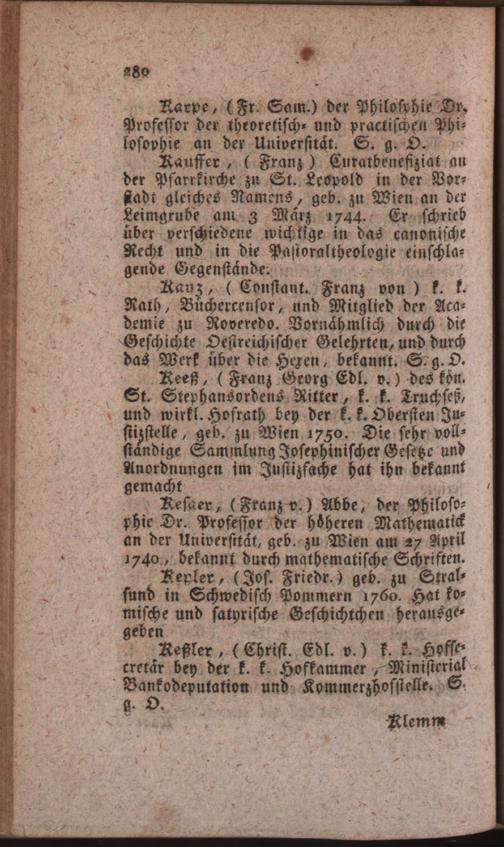 280
Karpe, (Fr. Sam.) der Philosophie Dr.
Professor der theoretisch- und practischen Phi-
losophie an der Universität. S. g. O.
Kauffer, (Franz) Curatbenefiziat an
der Pfarrkirche zu St. Leopold in der Vor-
stadt gleiches Namens, geb. zu Wien an der
Leimgrube am 3 März 1744. Er schrieb
über verschiedene wichtige in das canonische
Recht und in die Pastoraltheologie einschla-
gende Gegenstände.
Kauz, (Constant. Franz von) k. k.
Rath, Büchercensor, und Mitglied der Aca-
demie zu Roveredo. Vornähmlich durch die
Geschichte Oestreichischer Gelehrten, und durch
das Werk über die Hexen, bekannt. S. g. O.
Keeß, (Franz Georg Edl. v.) des kön.
St. Stephansordens Ritter, k. k. Truchseß,
und wirkl. Hofrath bey der k. k. Obersten Ju-
stizstelle, geb. zu Wien 1750. Die sehr voll-
ständige Sammlung Josephinischer Gesetze und
Anordnungen im Justizfache hat ihn bekannt
gemacht
Kesaer, (Franz v.) Abbe, der Philoso-
phie Dr. Professor der höheren Mathematick
an der Universität, geb. zu Wien am 27 April
1740, bekannt durch mathematische Schriften.
Kepler, (Jos. Friedr.) geb. zu Stral-
sund in Schwedisch Pommern 1760. Hat ko-
mische und satyrische Geschichtchen herausge-
geben
Keßler, (Christ. Edl. v.) k. k. Hofse-
cretär bey der k. k. Hofkammer, Ministerial
Bankodeputation und Kommerzhofstelle. S.
g. O.
Klemm